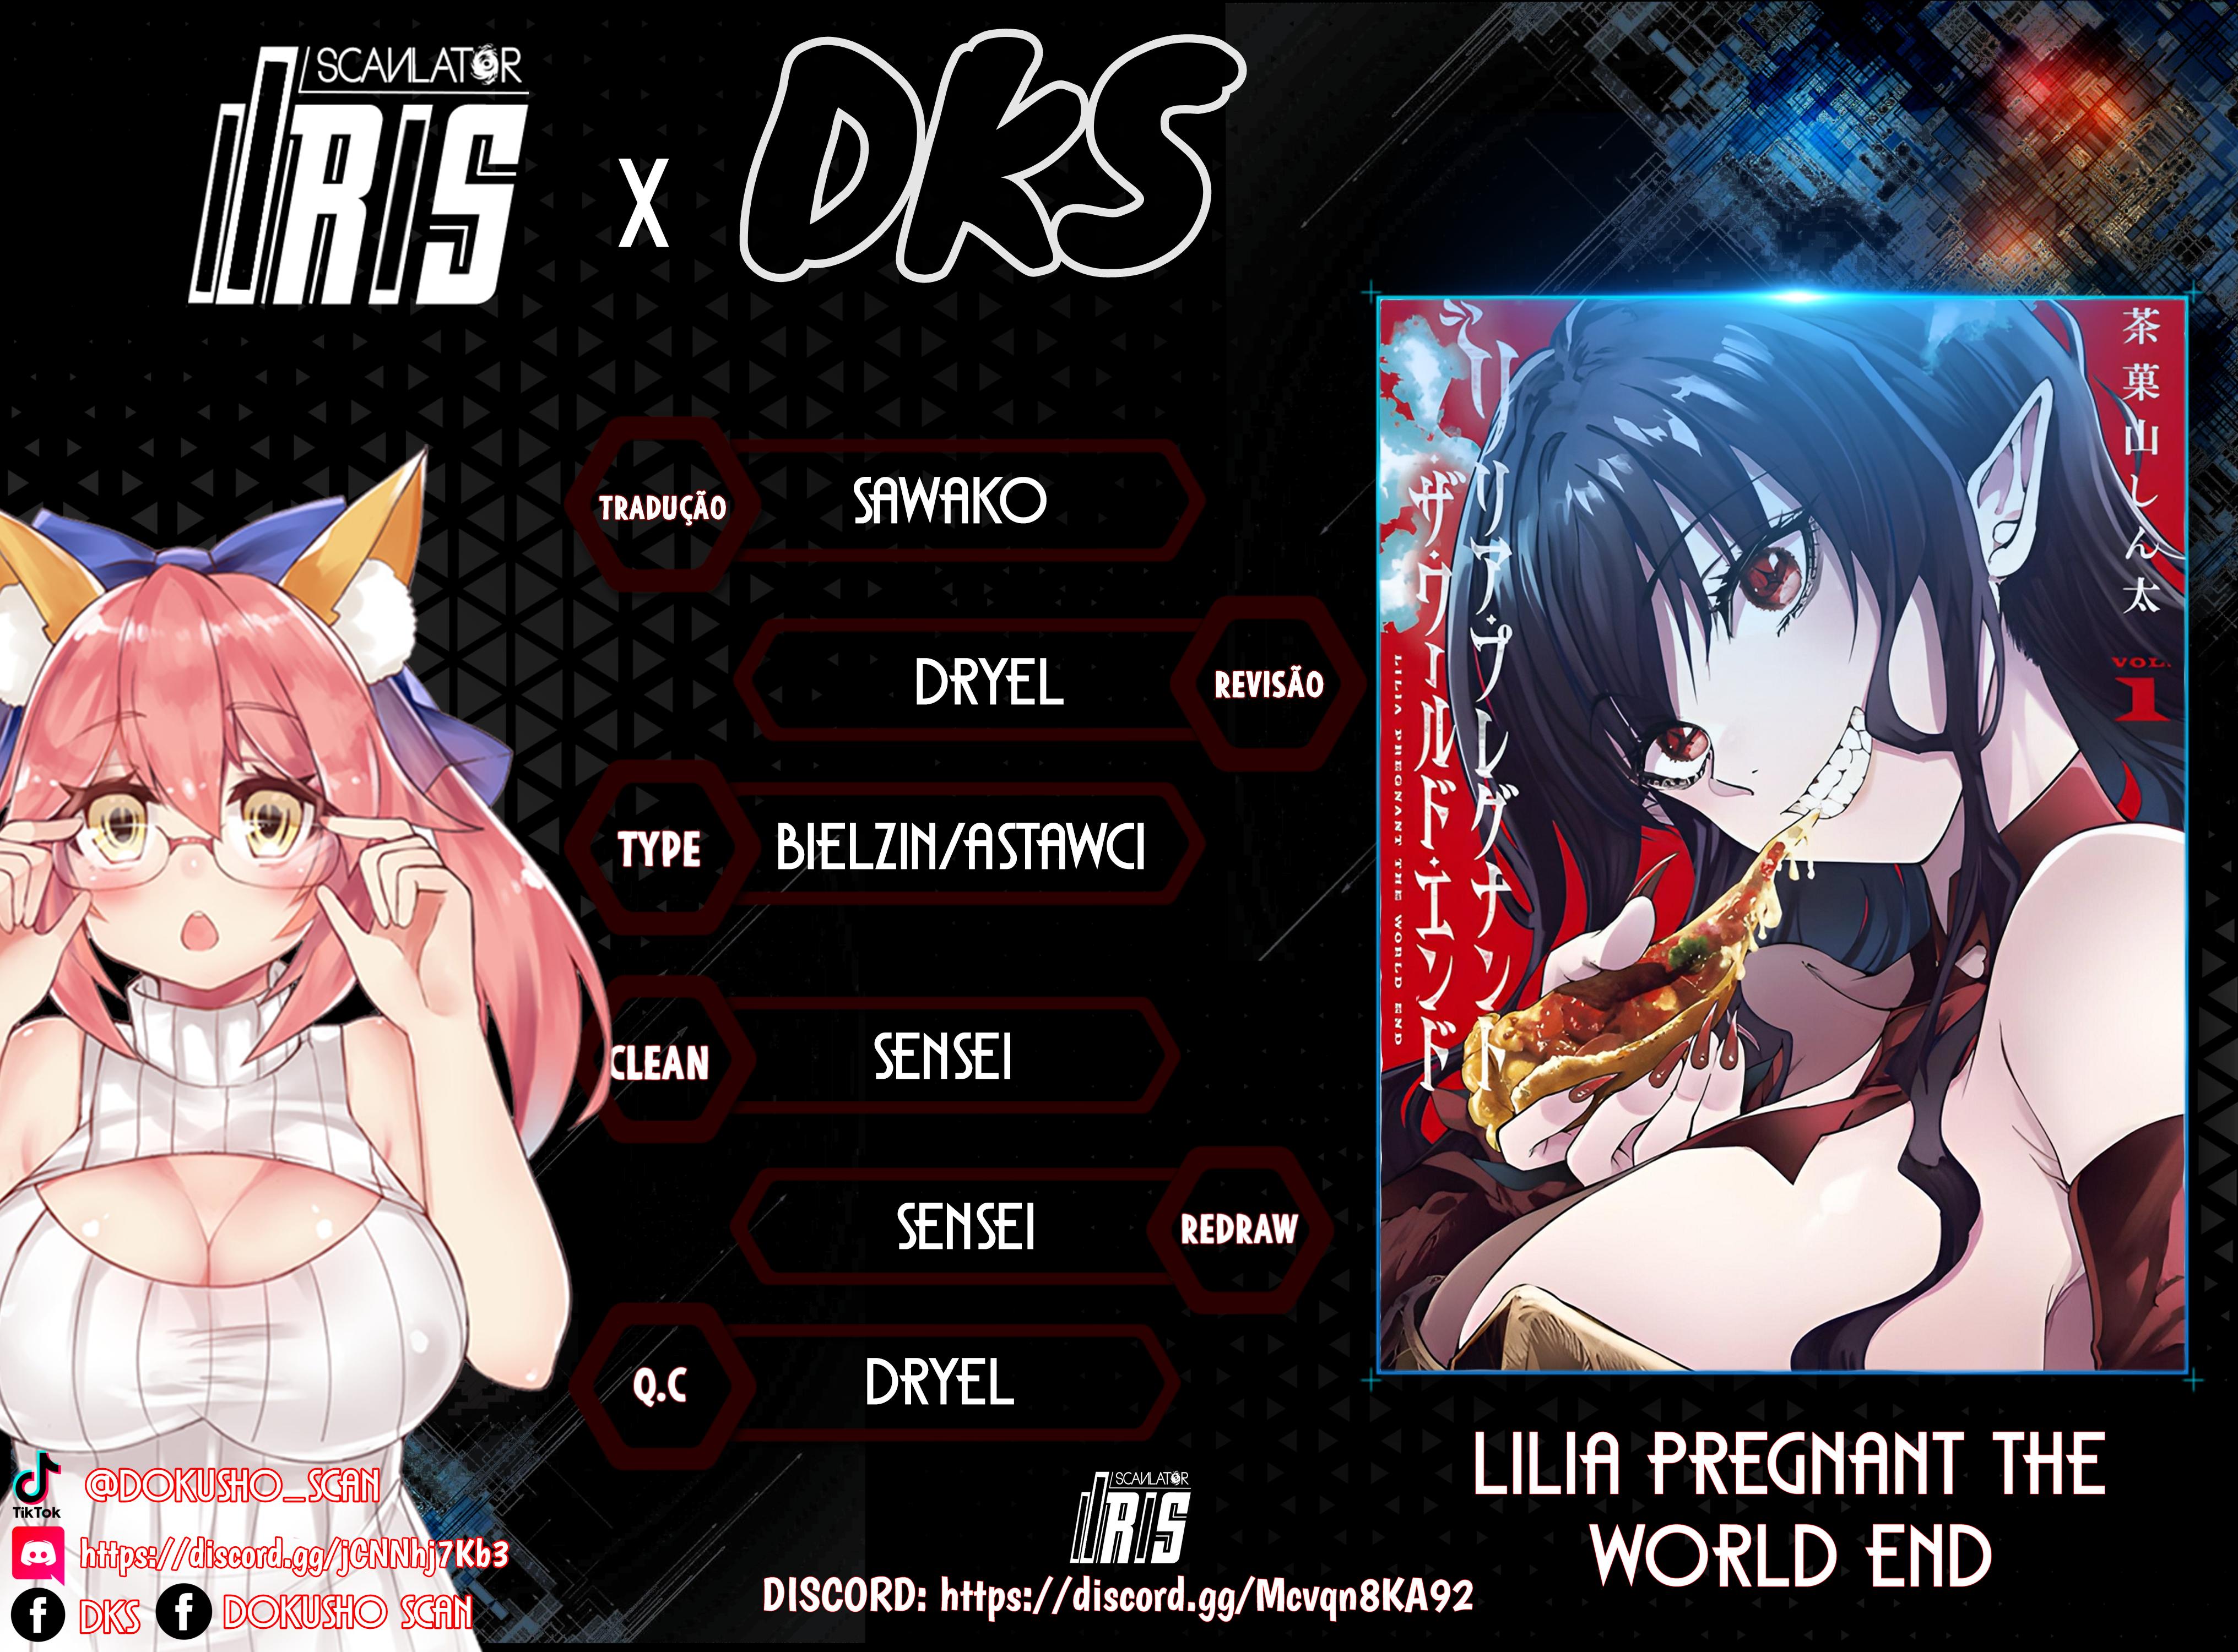 SCANLATOR
IRIS
X
DKS
TRADUÇÃO
SAWAKO
DRYEL
REVISÃO
TYPE
BIELZIN/ASTAWCI
CLEAN
SENSEI
SENSEI
REDRAW
Q.C
DRYEL
茶菓山しん太
VOL.
1
リリア・プレグナント・
ザ・ワールド・エンド
LILIA PREGNANT THE WORLD END
LILIA PREGNANT THE
WORLD END
TikTok
@DOKUSHO_SCAN
https://discord.gg/jCNNhj7Kb3
DKS
DOKUSHO SCAN
SCANLATOR
IRIS
DISCORD: https://discord.gg/Mcvqn8KA92